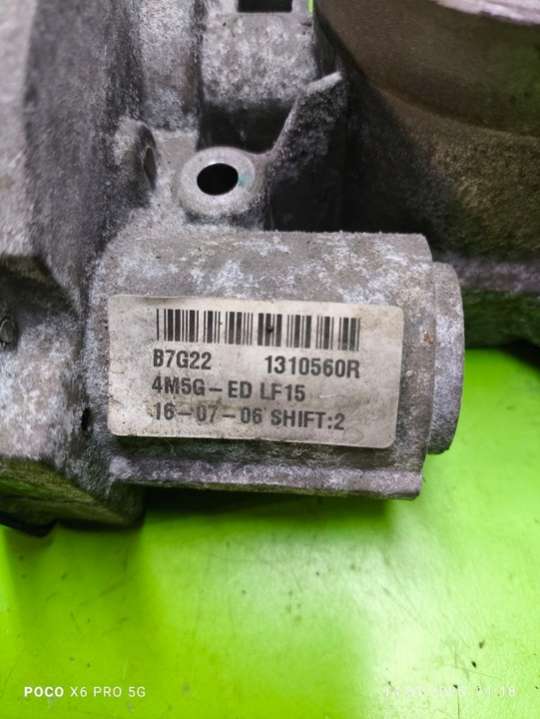 B7G22 1310560R
4M5G-ED LF15
16-07-06 SHIFT:2
POCO X6 PRO 5G